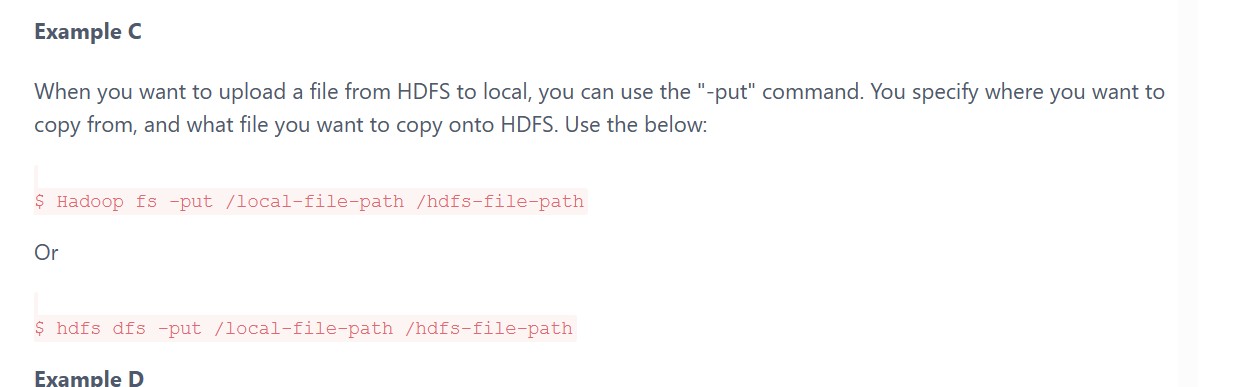 Example C
When you want to upload a file from HDFS to local, you can use the "-put" command. You specify where you want to
copy from, and what file you want to copy onto HDFS. Use the below:
$ Hadoop fs -put /local-file-path /hdfs-file-path
Or
$ hdfs dfs -put /local-file-path /hdfs-file-path
Example D